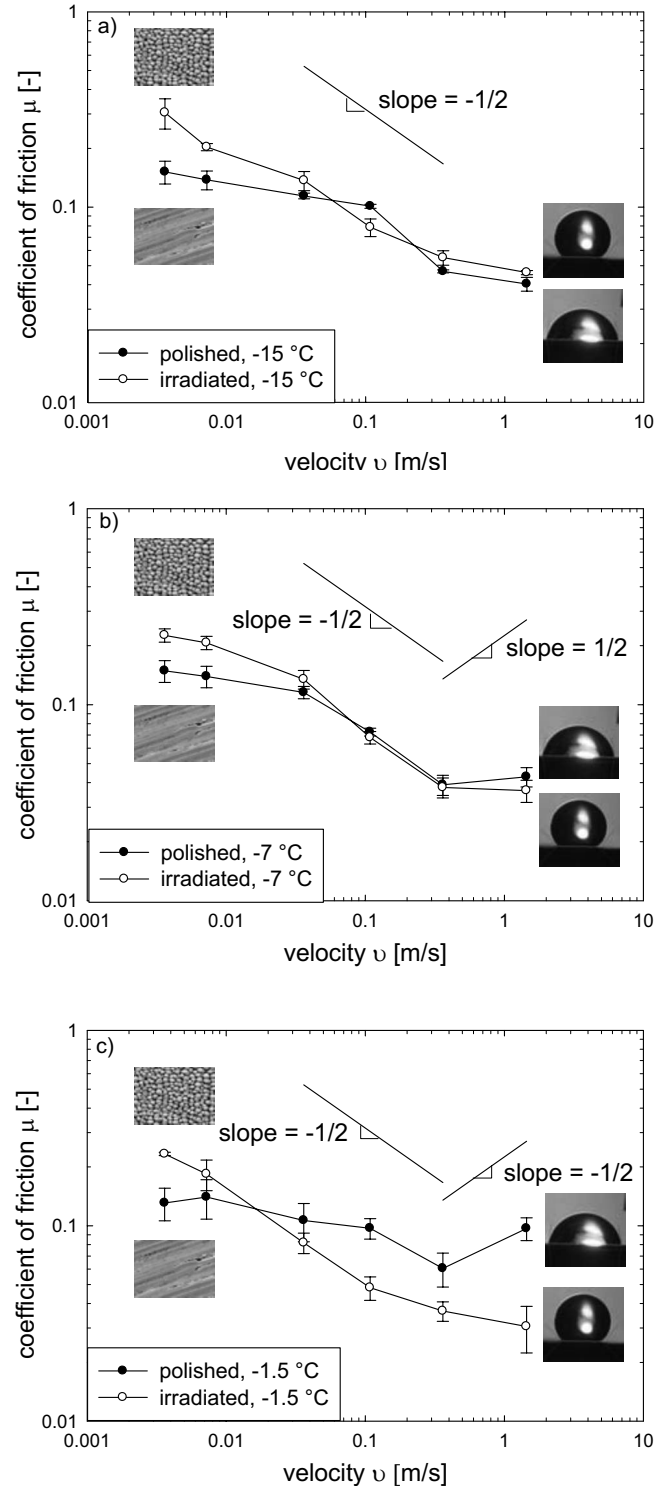 a)
1
coefficient of friction μ [-]
slope = -1/2
0.1
polished, -15 °C
irradiated, -15 °C
0.01
0.001 0.01 0.1 1 10
velocity υ [m/s]
b)
1
coefficient of friction μ [-]
slope = -1/2
slope = 1/2
0.1
polished, -7 °C
irradiated, -7 °C
0.01
0.001 0.01 0.1 1 10
velocity υ [m/s]
c)
1
coefficient of friction μ [-]
slope = -1/2
slope = -1/2
0.1
polished, -1.5 °C
irradiated, -1.5 °C
0.01
0.001 0.01 0.1 1 10
velocity υ [m/s]